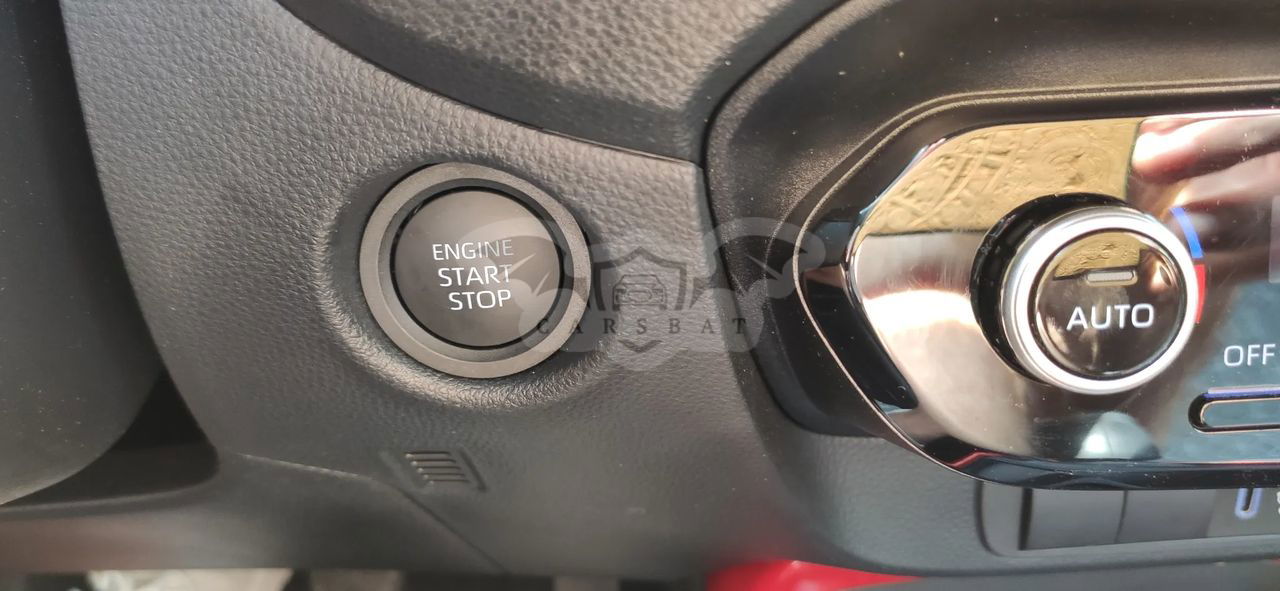 ENGINE
START
STOP
CARSBAT
AUTO
OFF